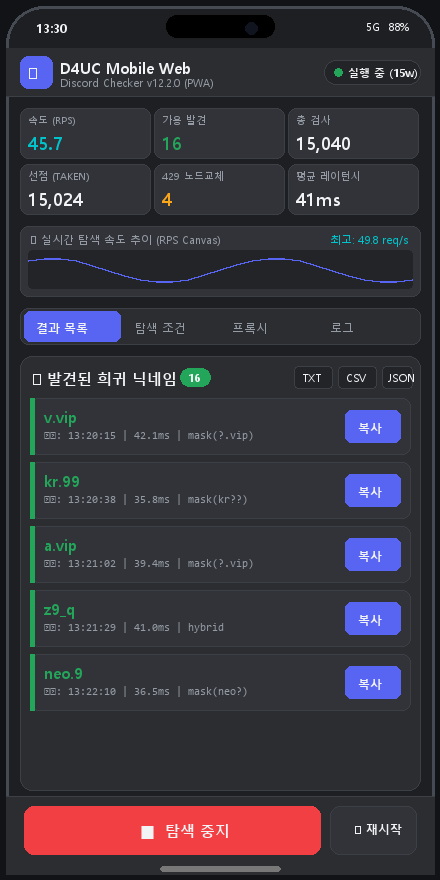 13:30
5G 88%
D4UC Mobile Web
Discord Checker v12.2.0 (PWA)
실행 중 (15w)
속도 (RPS)
45.7
가용 발견
16
총 검사
15,040
선점 (TAKEN)
15,024
429 노드교체
4
평균 레이턴시
41ms
실시간 탐색 속도 추이 (RPS Canvas)
최고: 49.8 req/s
결과 목록
탐색 조건
프록시
로그
발견된 희귀 닉네임 16
TXT
CSV
JSON
v.vip
: 13:20:15 | 42.1ms | mask(?.vip)
복사
kr.99
: 13:20:38 | 35.8ms | mask(kr??)
복사
a.vip
: 13:21:02 | 39.4ms | mask(?.vip)
복사
z9_q
: 13:21:29 | 41.0ms | hybrid
복사
neo.9
: 13:22:10 | 36.5ms | mask(neo?)
복사
탐색 중지
재시작